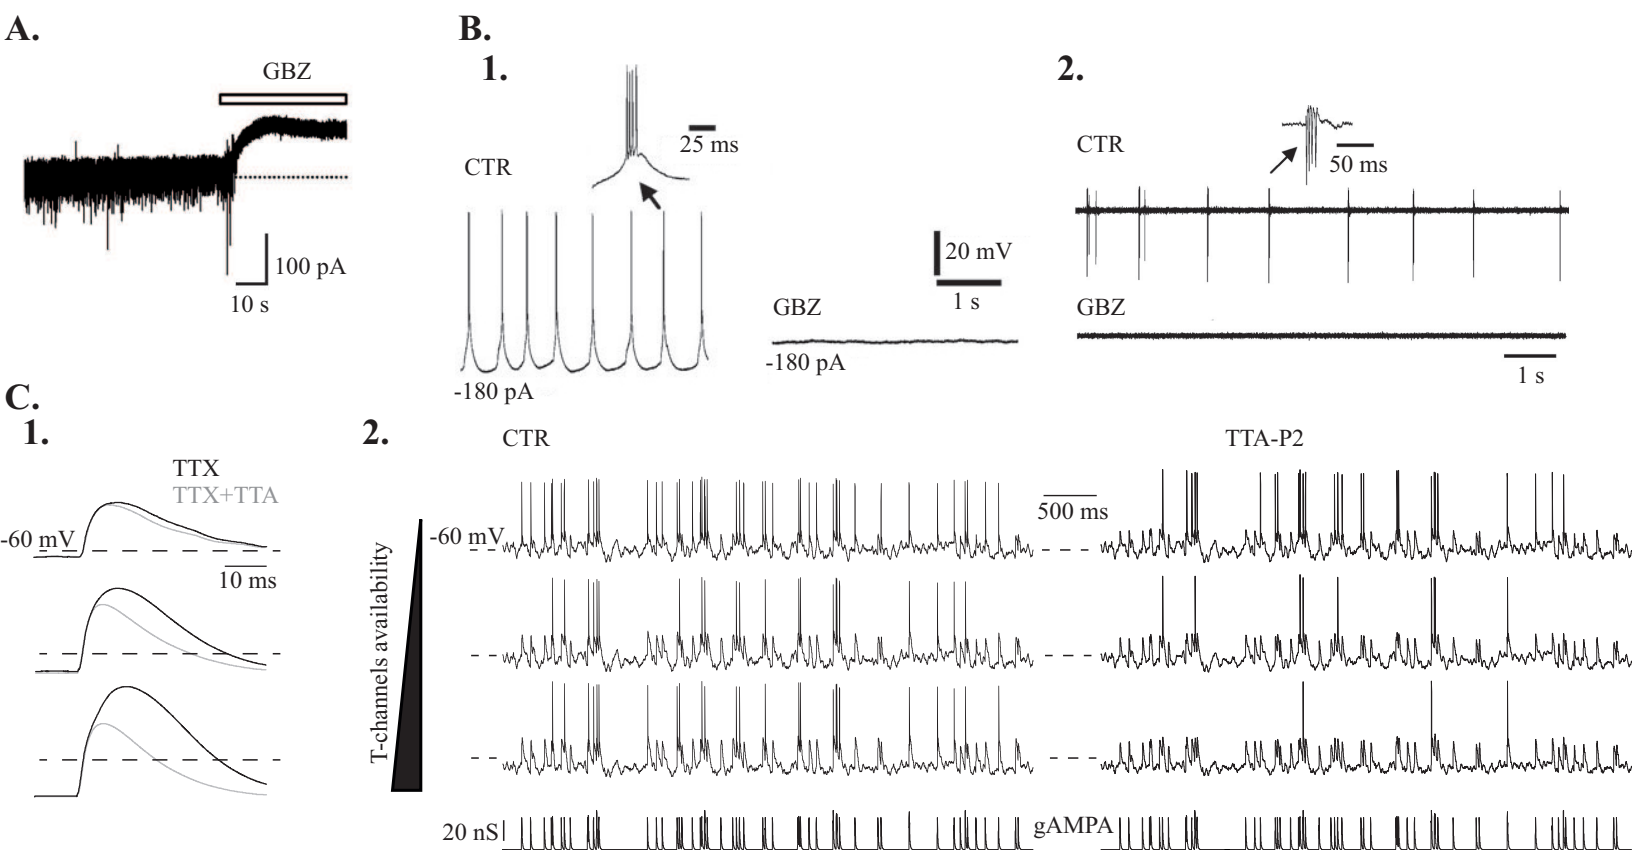 A.
GBZ
100 pA
10 s
B.
1.
CTR
25 ms
-180 pA
20 mV
1 s
GBZ
-180 pA
2.
CTR
50 ms
GBZ
1 s
C.
1.
TTX
TTX+TTA
-60 mV
10 ms
2.
CTR
TTA-P2
T-channels availability
-60 mV
500 ms
20 nS
gAMPA